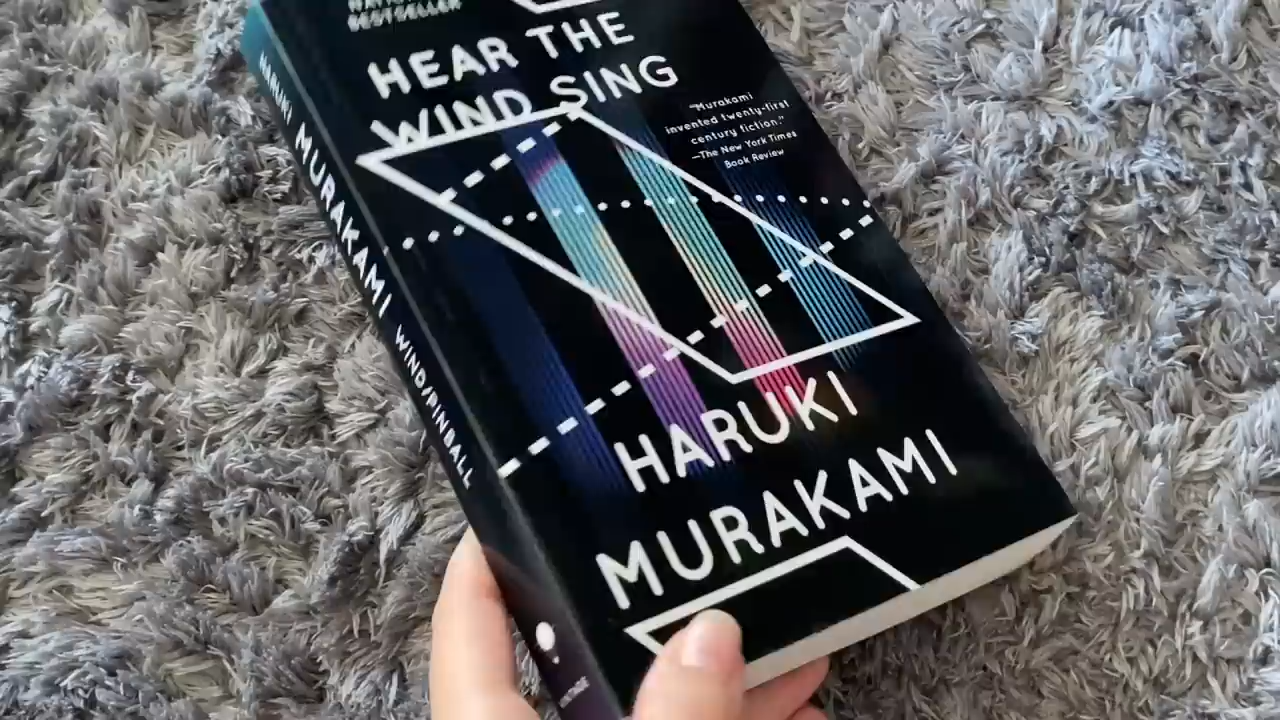 BESTSELLER
HEAR THE
WIND SING
"Murakami
invented twenty-first
century fiction."
—The New York Times
Book Review
HARUKI
MURAKAMI
HARUKI MURAKAMI WIND/PINBALL